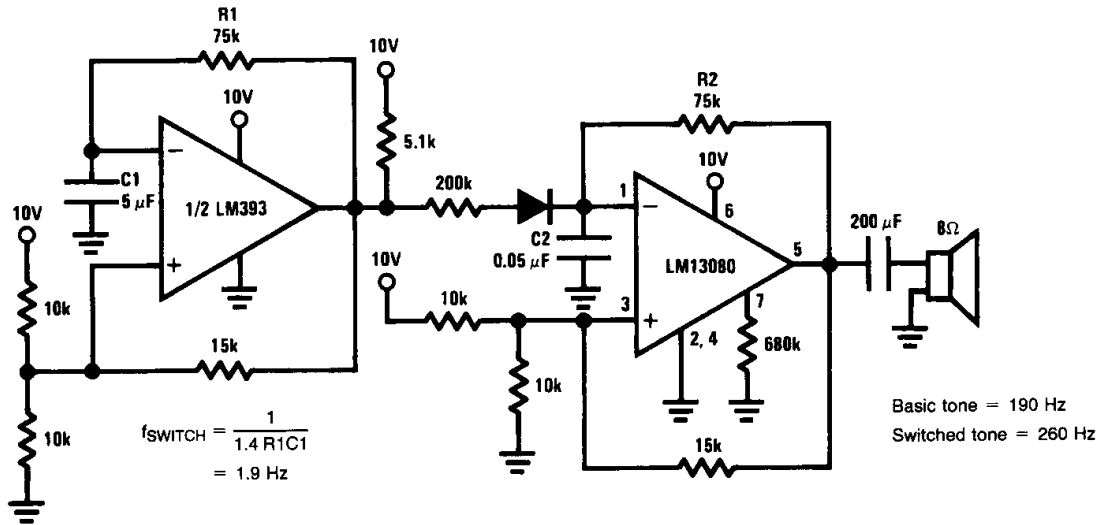 R1
75k
10V
10V
5.1k
R2
75k
10V
−
C1
5 μF
1/2 LM393
+
200k
10V
10k
10k
15k
10V
10k
10k
C2
0.05 μF
1
−
6
LM13080
3
+
5
7
2, 4
680k
200 μF
8Ω
15k
fSWITCH = 1 / 1.4 R1C1
= 1.9 Hz
Basic tone = 190 Hz
Switched tone = 260 Hz